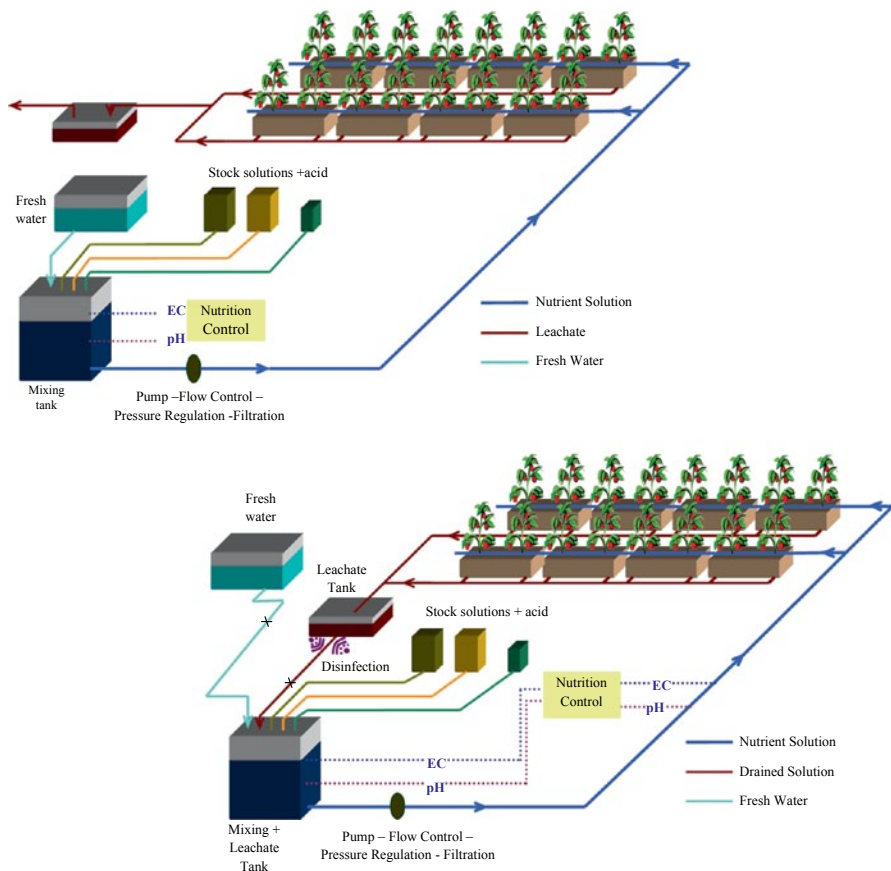 Stock solutions +acid
Fresh
water
EC
Nutrition
Control
pH
Nutrient Solution
Leachate
Fresh Water
Mixing
tank
Pump –Flow Control –
Pressure Regulation -Filtration
Fresh
water
Leachate
Tank
Stock solutions + acid
Disinfection
Nutrition
Control
EC
pH
EC
pH
Nutrient Solution
Drained Solution
Fresh Water
Mixing +
Leachate
Tank
Pump – Flow Control –
Pressure Regulation - Filtration